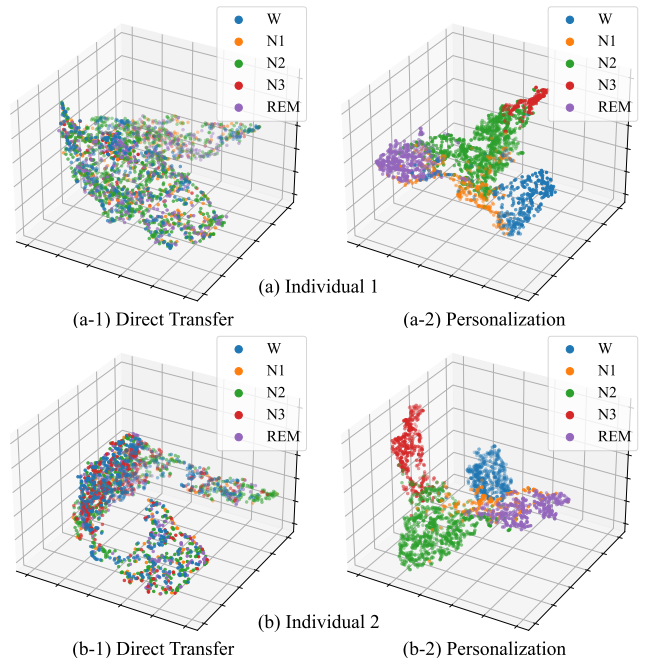 W
N1
N2
N3
REM
W
N1
N2
N3
REM
(a) Individual 1
(a-1) Direct Transfer
(a-2) Personalization
W
N1
N2
N3
REM
W
N1
N2
N3
REM
(b) Individual 2
(b-1) Direct Transfer
(b-2) Personalization